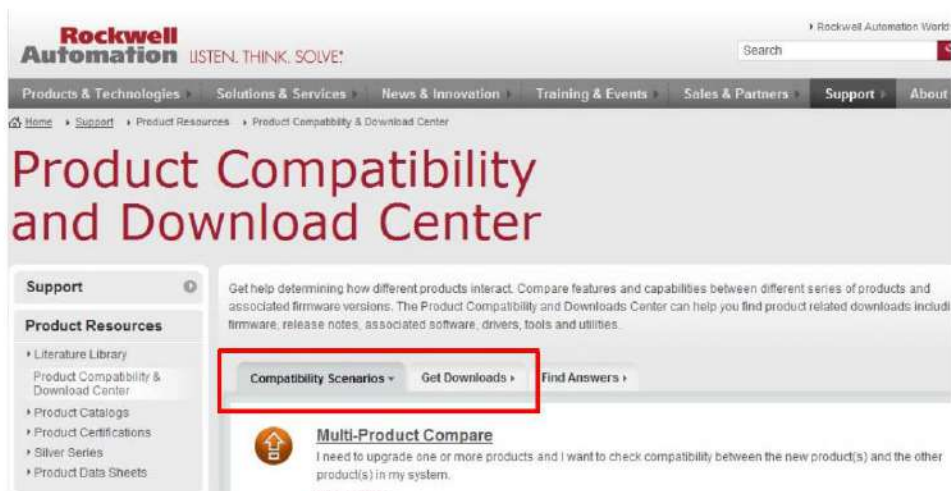 Rockwell
Automation LISTEN. THINK. SOLVE.®
Rockwell Automation World
Search
Products & Technologies Solutions & Services News & Innovation Training & Events Sales & Partners Support About
Home Support Product Resources Product Compatibility & Download Center
Product Compatibility
and Download Center
Support
Product Resources
Literature Library
Product Compatibility &
Download Center
Product Catalogs
Product Certifications
Silver Series
Product Data Sheets
Get help determining how different products interact. Compare features and capabilities between different series of products and
associated firmware versions. The Product Compatibility and Downloads Center can help you find product related downloads includi
firmware, release notes, associated software, drivers, tools and utilities.
Compatibility Scenarios Get Downloads Find Answers
Multi-Product Compare
I need to upgrade one or more products and I want to check compatibility between the new product(s) and the other
product(s) in my system.